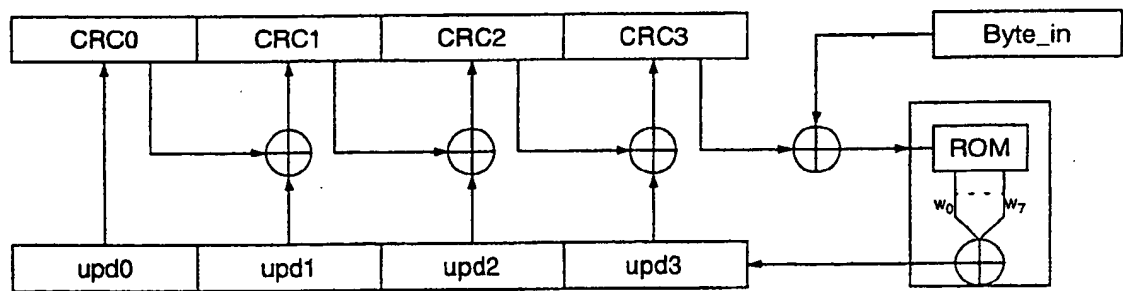 CRC0 CRC1 CRC2 CRC3 Byte_in
ROM
w0 w7
upd0 upd1 upd2 upd3